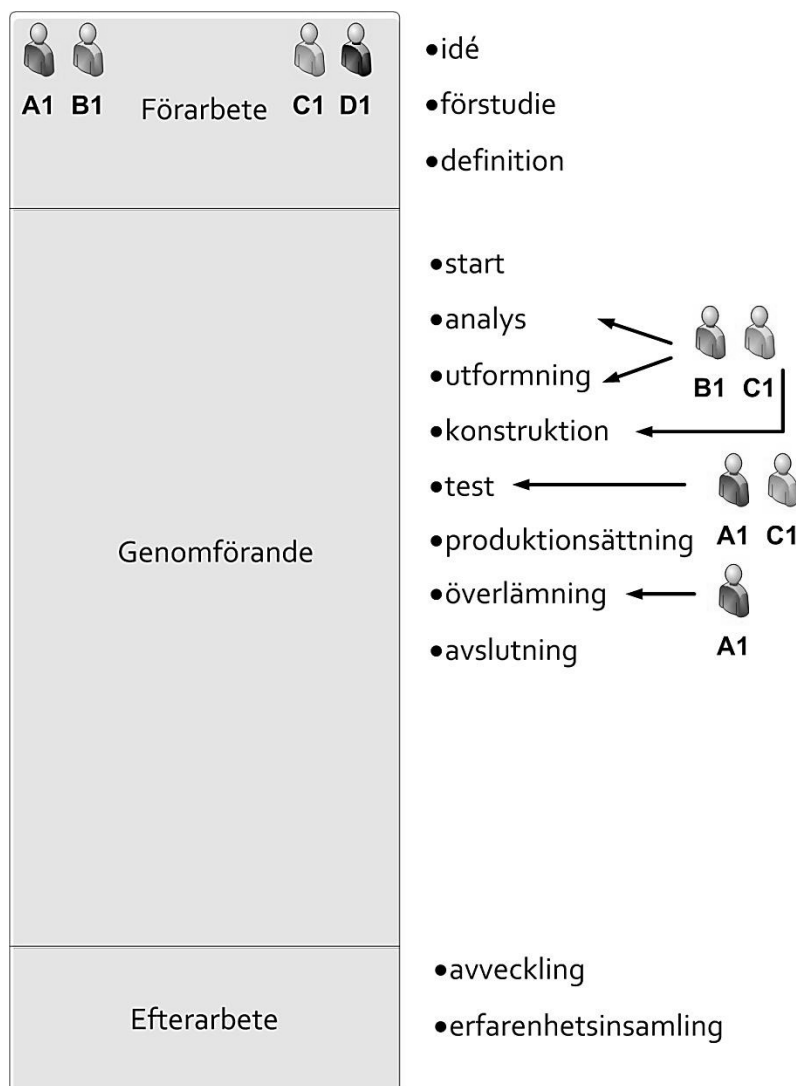 A1 B1 Förarbete C1 D1
•idé
•förstudie
•definition
Genomförande
•start
•analys
•utformning
•konstruktion
•test
•produktionsättning
•överlämning
•avslutning
B1 C1
A1 C1
A1
Efterarbete
•avveckling
•erfarenhetsinsamling